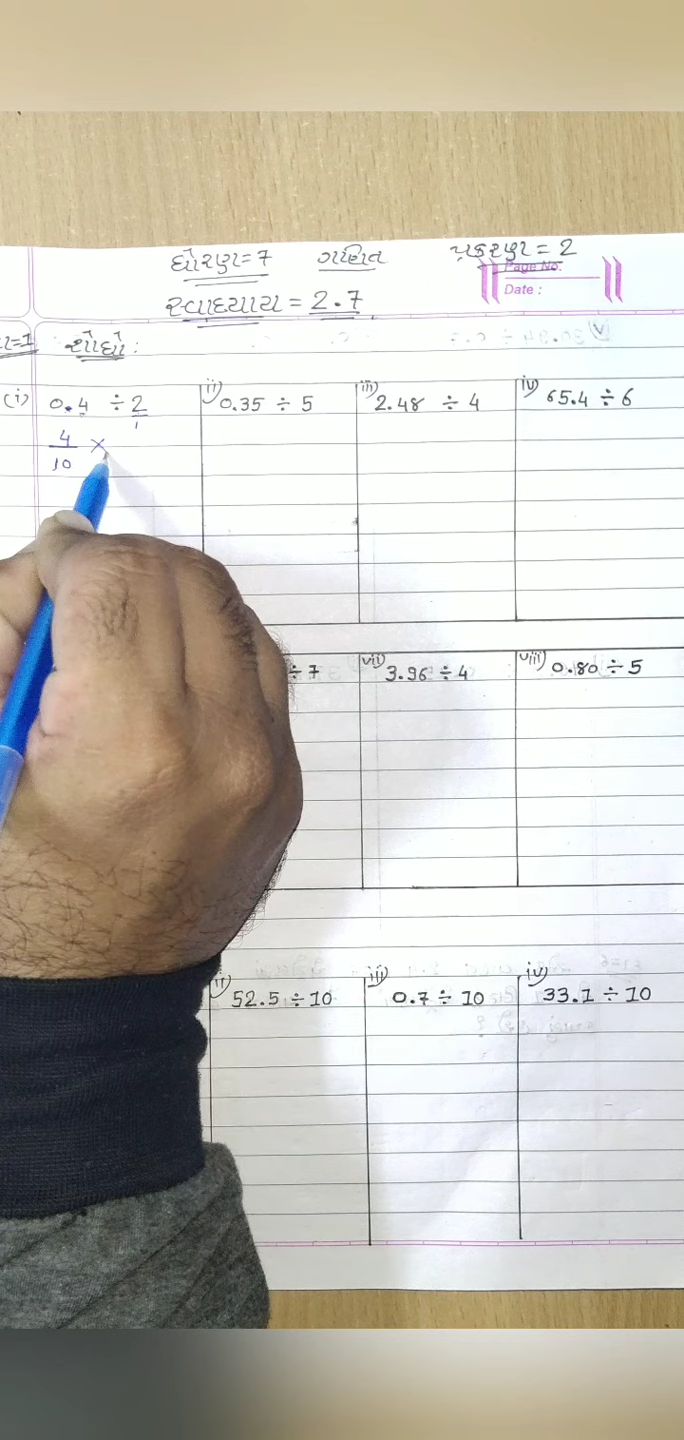 ધોરણ = 7 ગણિત પ્રકરણ = 2
Page No.
Date :
સ્વાધ્યાય = 2.7
=1 શોધો :
(i) 0.4 ÷ 2 ii) 0.35 ÷ 5 iii) 2.48 ÷ 4 iv) 65.4 ÷ 6
1
4/10 ×
÷ 7 vii) 3.96 ÷ 4 viii) 0.80 ÷ 5
ii) 52.5 ÷ 10 iii) 0.7 ÷ 10 iv) 33.1 ÷ 10